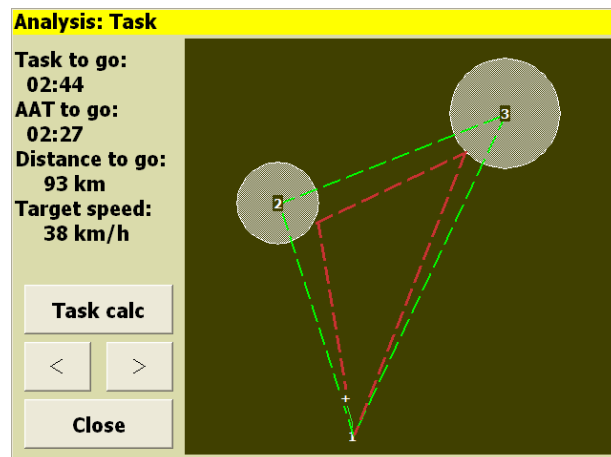 Analysis: Task
Task to go:
02:44
AAT to go:
02:27
Distance to go:
93 km
Target speed:
38 km/h
Task calc
< >
Close
3
2
+
1